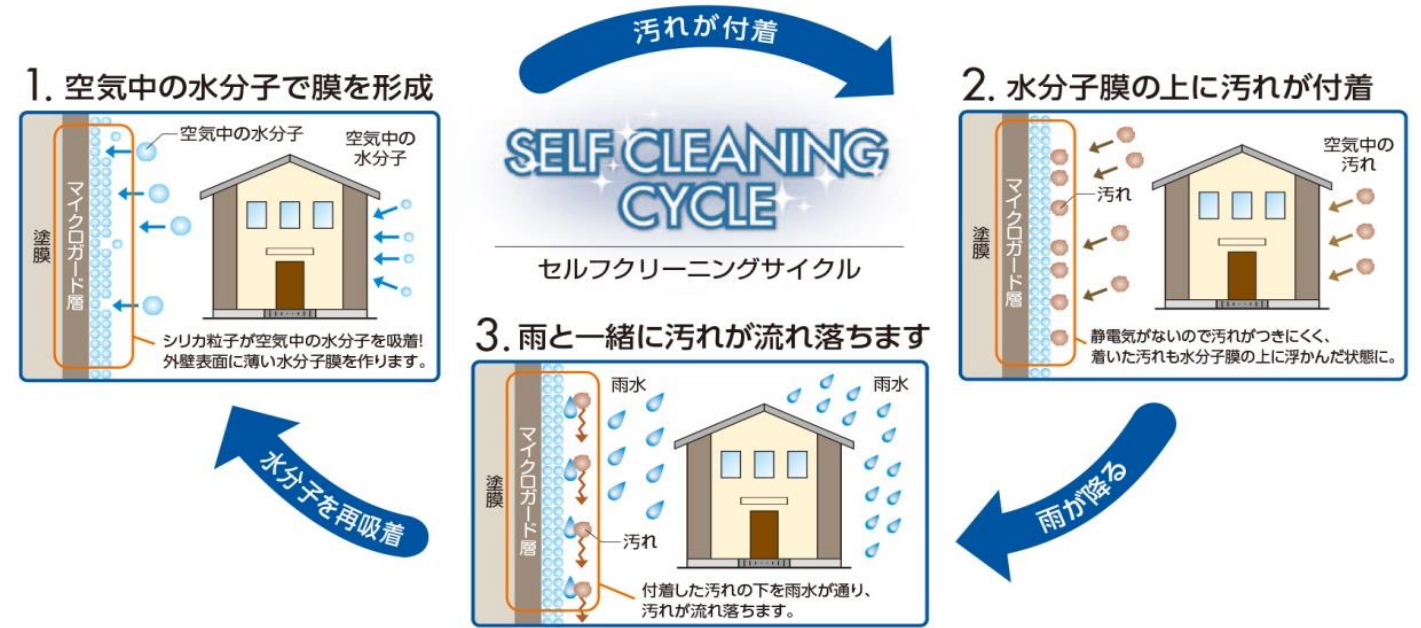 汚れが付着
SELF CLEANING
CYCLE
セルフクリーニングサイクル
1. 空気中の水分子で膜を形成
空気中の水分子
空気中の
水分子
塗膜
マイクロガード層
シリカ粒子が空気中の水分子を吸着!
外壁表面に薄い水分子膜を作ります。
2. 水分子膜の上に汚れが付着
空気中の
汚れ
汚れ
塗膜
マイクロガード層
静電気がないので汚れがつきにくく、
着いた汚れも水分子膜の上に浮かんだ状態に。
雨が降る
3. 雨と一緒に汚れが流れ落ちます
雨水
雨水
塗膜
マイクロガード層
汚れ
付着した汚れの下を雨水が通り、
汚れが流れ落ちます。
水分子を再吸着